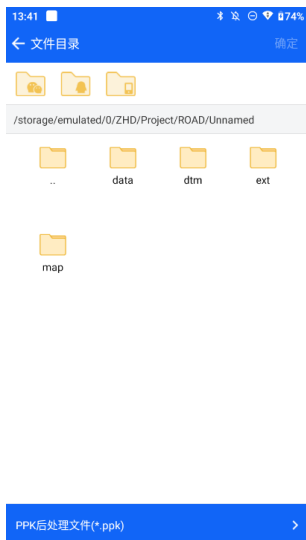 13:41 74%
文件目录 确定
/storage/emulated/0/ZHD/Project/ROAD/Unnamed
.. data dtm ext
map
PPK后处理文件(*.ppk)